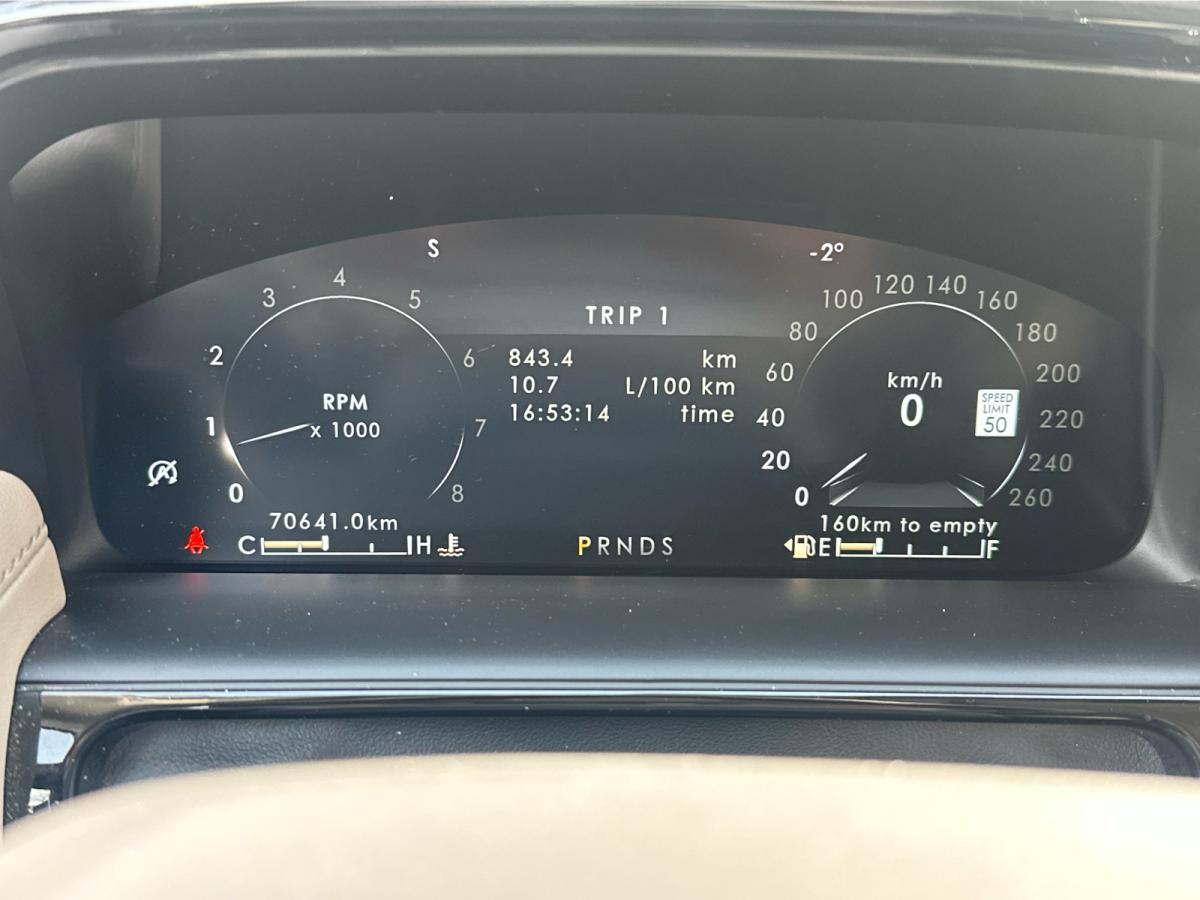 S
-2°
TRIP 1
843.4 km
10.7 L/100 km
16:53:14 time
0
1
2
3
4
5
6
7
8
RPM
x 1000
0
20
40
60
80
100
120
140
160
180
200
220
240
260
km/h
0
SPEED
LIMIT
50
70641.0km
160km to empty
C H
PRNDS
E F